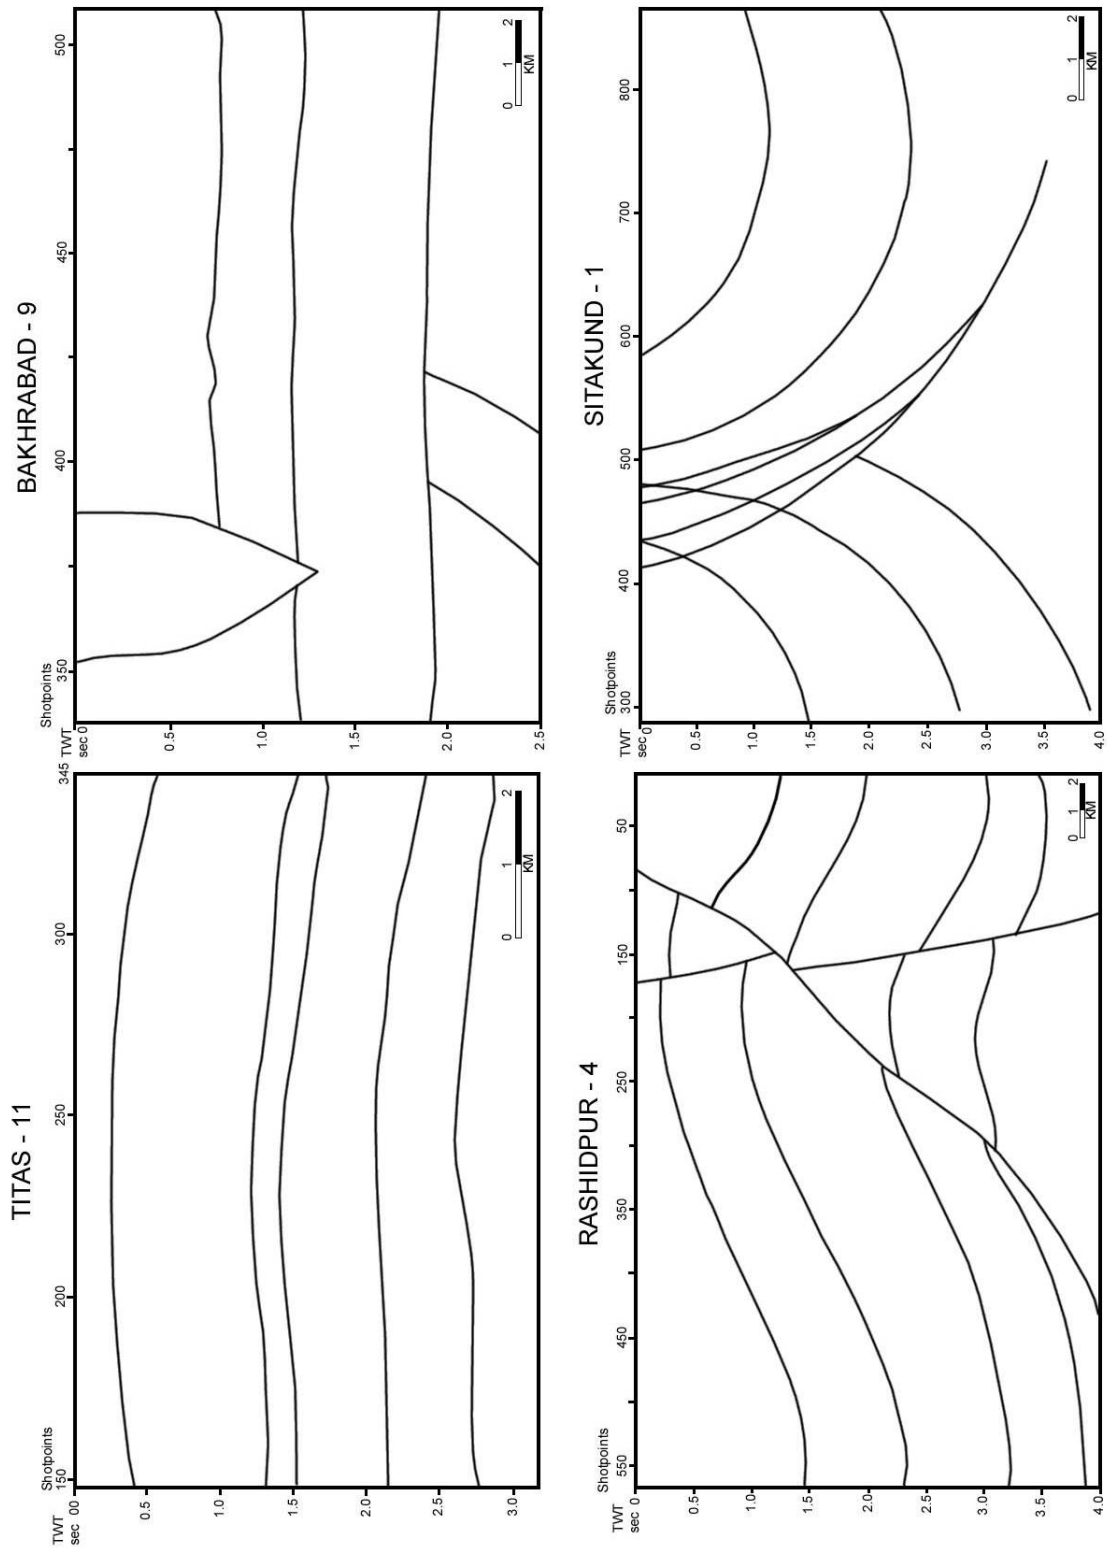 TITAS - 11
Shotpoints
150 200 250 300 345
TWT
sec 00
0.5
1.0
1.5
2.0
2.5
3.0
0 1 2
KM
BAKHRABAD - 9
Shotpoints
350 400 450 500
TWT
sec 0
0.5
1.0
1.5
2.0
2.5
0 1 2
KM
RASHIDPUR - 4
Shotpoints
550 450 350 250 150 50
TWT
sec 0
0.5
1.0
1.5
2.0
2.5
3.0
3.5
4.0
0 1 2
KM
SITAKUND - 1
Shotpoints
300 400 500 600 700 800
TWT
sec 0
0.5
1.0
1.5
2.0
2.5
3.0
3.5
4.0
0 1 2
KM